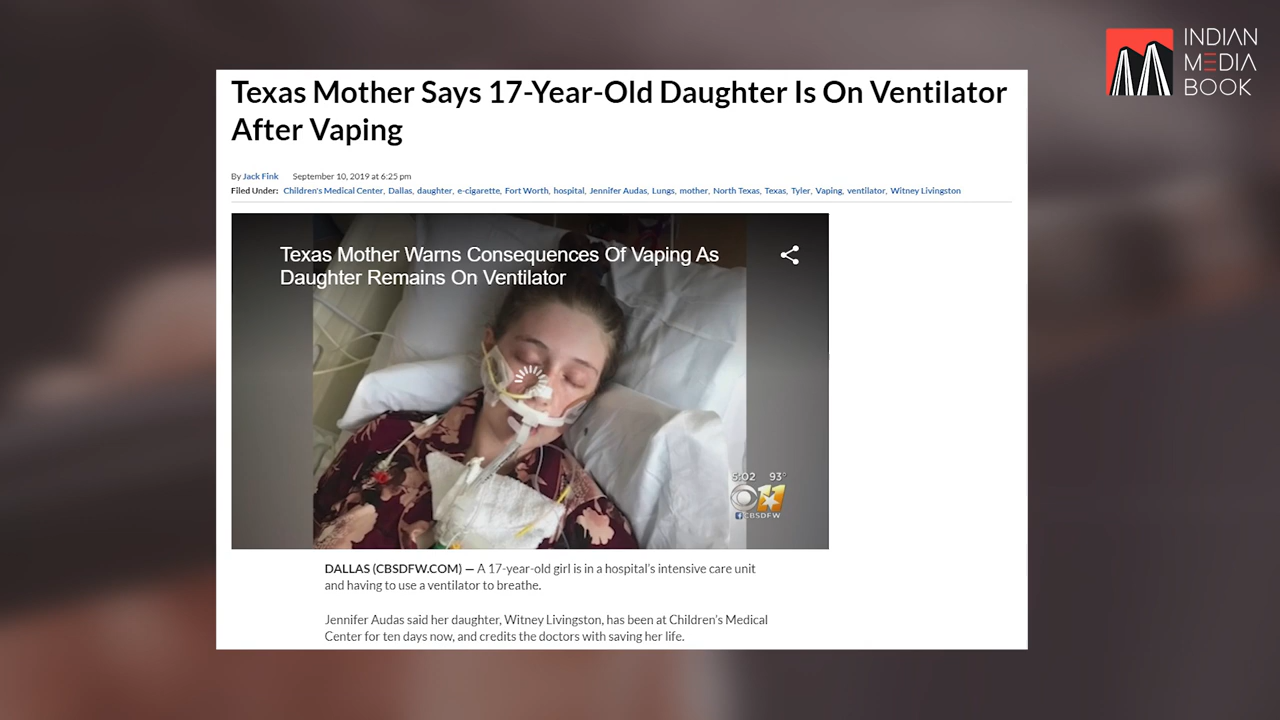 INDIAN
MEDIA
BOOK
Texas Mother Says 17-Year-Old Daughter Is On Ventilator
After Vaping
By Jack Fink September 10, 2019 at 6:25 pm
Filed Under: Children's Medical Center, Dallas, daughter, e-cigarette, Fort Worth, hospital, Jennifer Audas, Lungs, mother, North Texas, Texas, Tyler, Vaping, ventilator, Witney Livingston
Texas Mother Warns Consequences Of Vaping As
Daughter Remains On Ventilator
5:02 93°
11
CBSDFW
DALLAS (CBSDFW.COM) — A 17-year-old girl is in a hospital's intensive care unit
and having to use a ventilator to breathe.
Jennifer Audas said her daughter, Witney Livingston, has been at Children's Medical
Center for ten days now, and credits the doctors with saving her life.